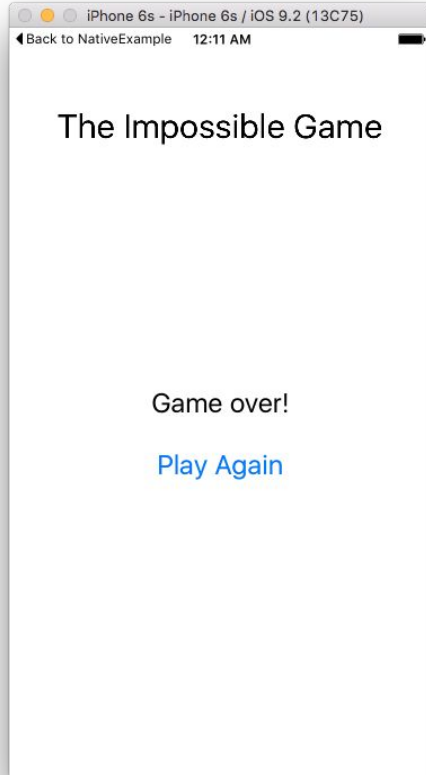 iPhone 6s - iPhone 6s / iOS 9.2 (13C75)
Back to NativeExample 12:11 AM
The Impossible Game
Game over!
Play Again